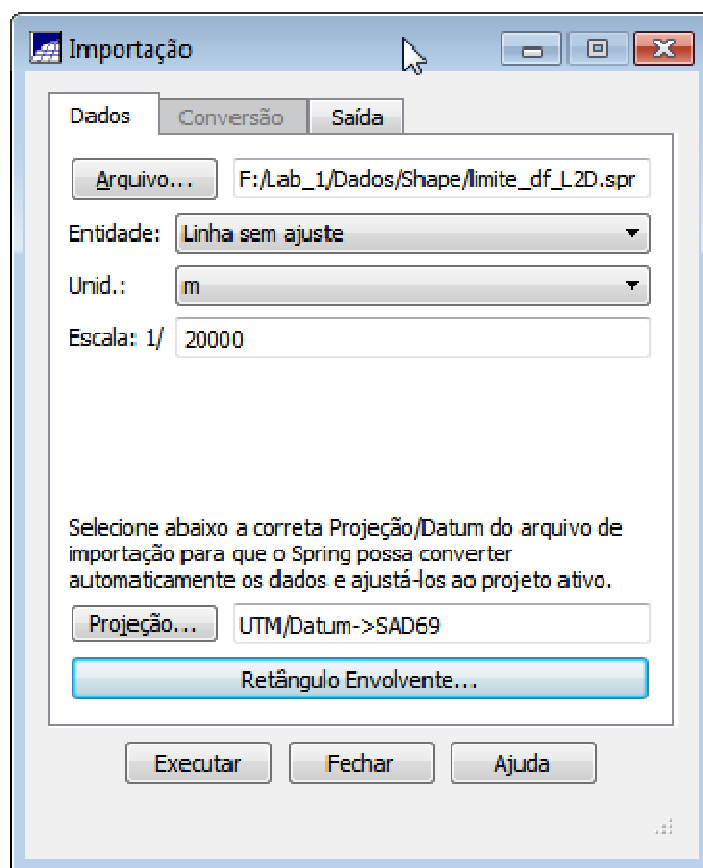 Importação
Dados Conversão Saída
Arquivo... F:/Lab_1/Dados/Shape/limite_df_L2D.spr
Entidade: Linha sem ajuste
Unid.: m
Escala: 1/ 20000
Selecione abaixo a correta Projeção/Datum do arquivo de
importação para que o Spring possa converter
automaticamente os dados e ajustá-los ao projeto ativo.
Projeção... UTM/Datum->SAD69
Retângulo Envolvente...
Executar Fechar Ajuda